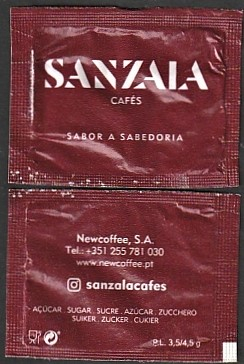 SANZALA
CAFÉS
SABOR A SABEDORIA
Newcoffee, S.A.
Tel.: +351 255 781 030
www.newcoffee.pt
sanzalacafes
AÇÚCAR . SUGAR . SUCRE . AZÚCAR . ZUCCHERO
SUIKER . ZUCKER . CUKIER
P.L. 3,5/4,5 g